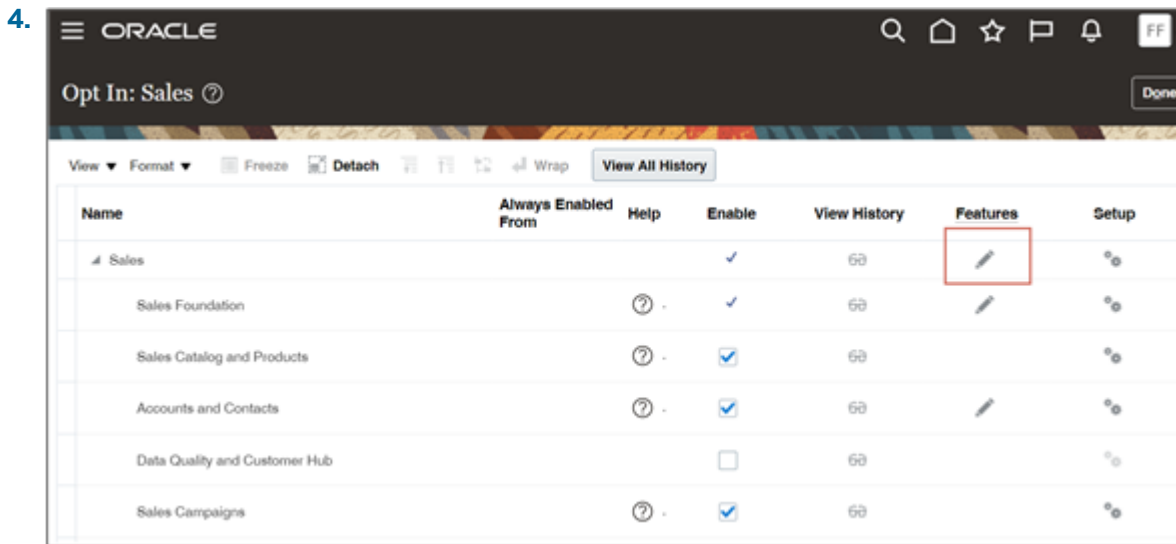 4.
ORACLE FF
Opt In: Sales ? Done
View Format Freeze Detach Wrap View All History
Name Always Enabled From Help Enable View History Features Setup
Sales
Sales Foundation ?
Sales Catalog and Products ?
Accounts and Contacts ?
Data Quality and Customer Hub
Sales Campaigns ?